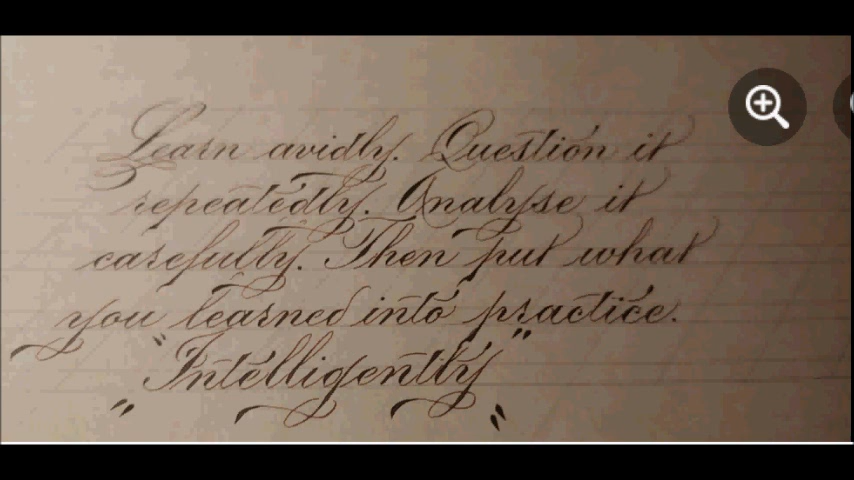 Learn avidly. Question it
repeatedly. Analyse it
carefully. Then put what
you learned into practice.
"Intelligently"